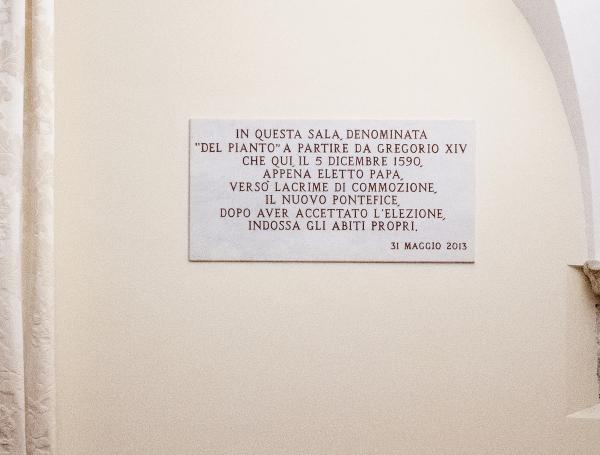 IN QUESTA SALA, DENOMINATA
"DEL PIANTO" A PARTIRE DA GREGORIO XIV
CHE QUI, IL 5 DICEMBRE 1590,
APPENA ELETTO PAPA,
VERSÒ LACRIME DI COMMOZIONE,
IL NUOVO PONTEFICE,
DOPO AVER ACCETTATO L'ELEZIONE,
INDOSSA GLI ABITI PROPRI.
31 MAGGIO 2013